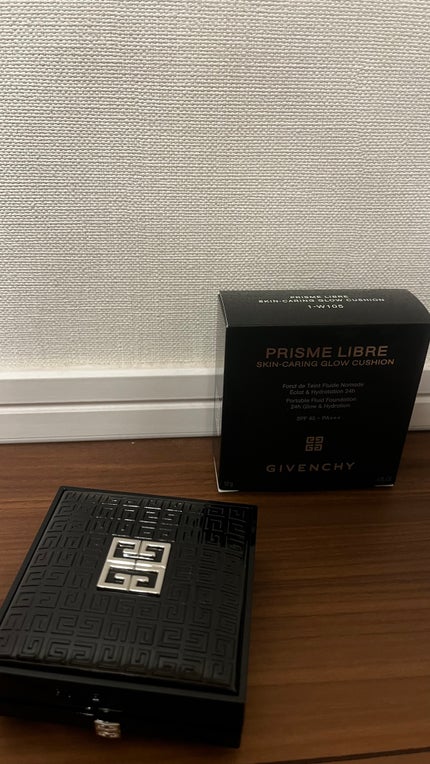 PRISME LIBRE
SKIN-CARING GLOW CUSHION
1-W105
PRISME LIBRE
SKIN-CARING GLOW CUSHION
Fond de Teint Fluide Nomade
Éclat & Hydratation 24h
Portable Fluid Foundation
24h Glow & Hydration
GIVENCHY